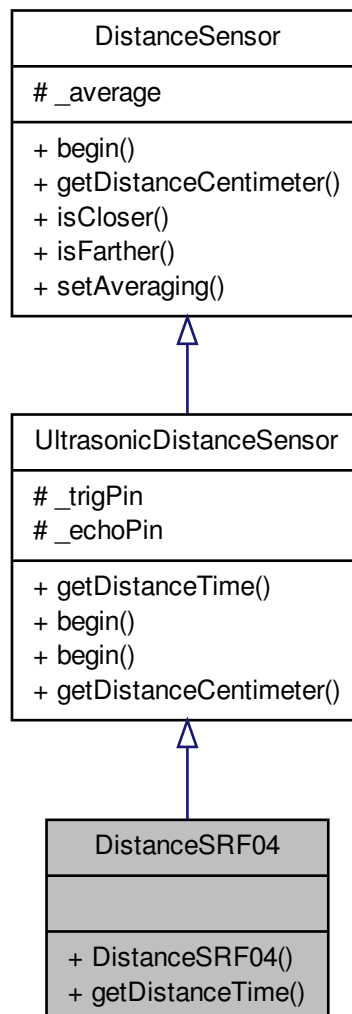 DistanceSensor
# _average
+ begin()
+ getDistanceCentimeter()
+ isCloser()
+ isFarther()
+ setAveraging()
UltrasonicDistanceSensor
# _trigPin
# _echoPin
+ getDistanceTime()
+ begin()
+ begin()
+ getDistanceCentimeter()
DistanceSRF04
+ DistanceSRF04()
+ getDistanceTime()